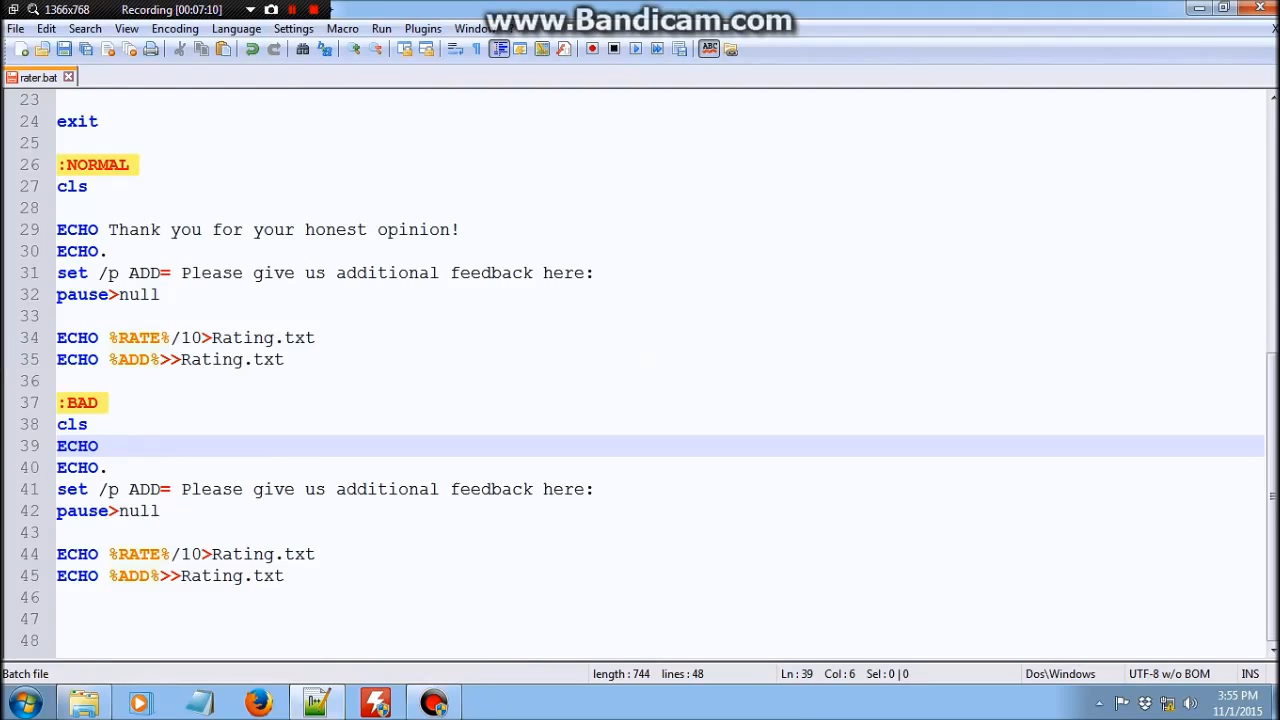 1366x768 Recording [00:07:10]
www.Bandicam.com
File Edit Search View Encoding Language Settings Macro Run Plugins Window
X
ABC
rater.bat
23
24 exit
25
26 :NORMAL
27 cls
28
29 ECHO Thank you for your honest opinion!
30 ECHO.
31 set /p ADD= Please give us additional feedback here:
32 pause>null
33
34 ECHO %RATE%/10>Rating.txt
35 ECHO %ADD%>>Rating.txt
36
37 :BAD
38 cls
39 ECHO
40 ECHO.
41 set /p ADD= Please give us additional feedback here:
42 pause>null
43
44 ECHO %RATE%/10>Rating.txt
45 ECHO %ADD%>>Rating.txt
46
47
48
Batch file length : 744 lines : 48 Ln : 39 Col : 6 Sel : 0 | 0 Dos\Windows UTF-8 w/o BOM INS
3:55 PM
11/1/2015